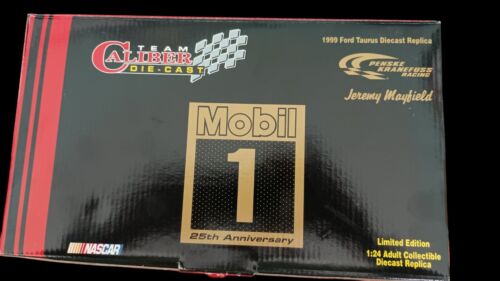 TEAM
CALIBER
DIE-CAST
1999 Ford Taurus Diecast Replica
PENSKE
KRANEFUSS
RACING
Jeremy Mayfield
Mobil
1
25th Anniversary
NASCAR
Limited Edition
1:24 Adult Collectible
Diecast Replica